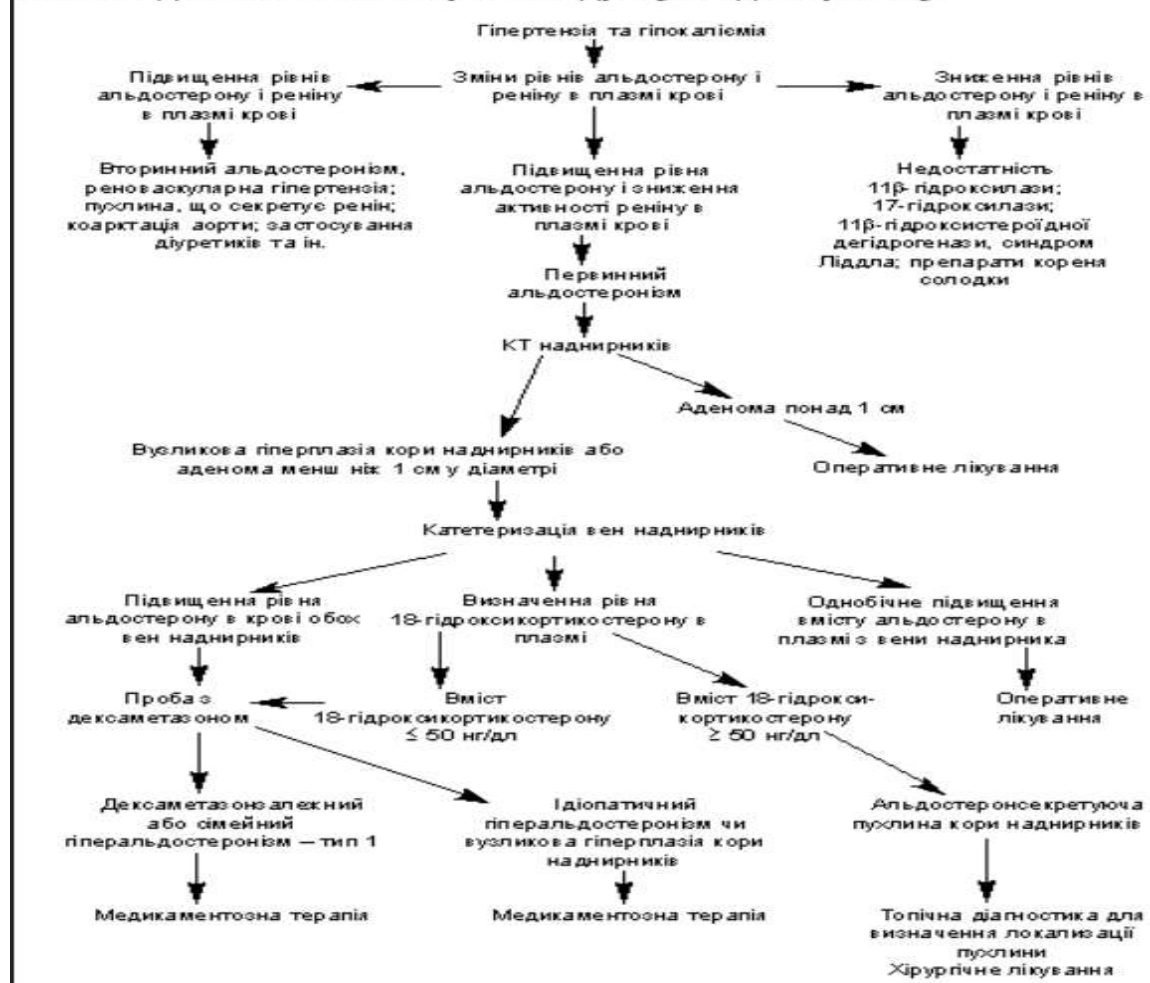 Гіпертензія та гіпокаліємія
Підвищення рівнів
альдостерону і реніну
в плазмі крові
Зміни рівнів альдостерону і
реніну в плазмі крові
Зниження рівнів
альдостерону і реніну в
плазмі крові
Вторинний альдостеронізм,
реноваскулярна гіпертензія;
пухлина, що секретує ренін;
коарктація аорти; застосування
діуретиків та ін.
Підвищення рівня
альдостерону і зниження
активності реніну в
плазмі крові
Недостатність
11β- гідроксилази;
17-гідроксилази;
11β-гідроксистероїдної
дегідрогенази, синдром
Ліддла; препарати кореня
солодки
Первинний
альдостеронізм
КТ наднирників
Аденома понад 1 см
Вузликова гіперплазія кори наднирників або
аденома менш ніж 1 см у діаметрі
Оперативне лікування
Катетеризація вен наднирників
Підвищення рівня
альдостерону в крові обох
вен наднирників
Визначення рівня
18-гідроксикортикостерону в
плазмі
Однобічне підвищення
вмісту альдостерону в
плазмі з вени наднирника
Проба з
дексаметазоном
Вміст
18-гідроксикортикостерону
≤ 50 нг/дл
Вміст 18-гідрокси-
кортикостерону
≥ 50 нг/дл
Оперативне
лікування
Дексаметазонзалежний
або сімейний
гіперальдостеронізм – тип 1
Ідіопатичний
гіперальдостеронізм чи
вузликова гіперплазія кори
наднирників
Альдостеронсекретуюча
пухлина кори наднирників
Медикаментозна терапія
Медикаментозна терапія
Топічна діагностика для
визначення локализації
пухлини
Хірургічне лікування